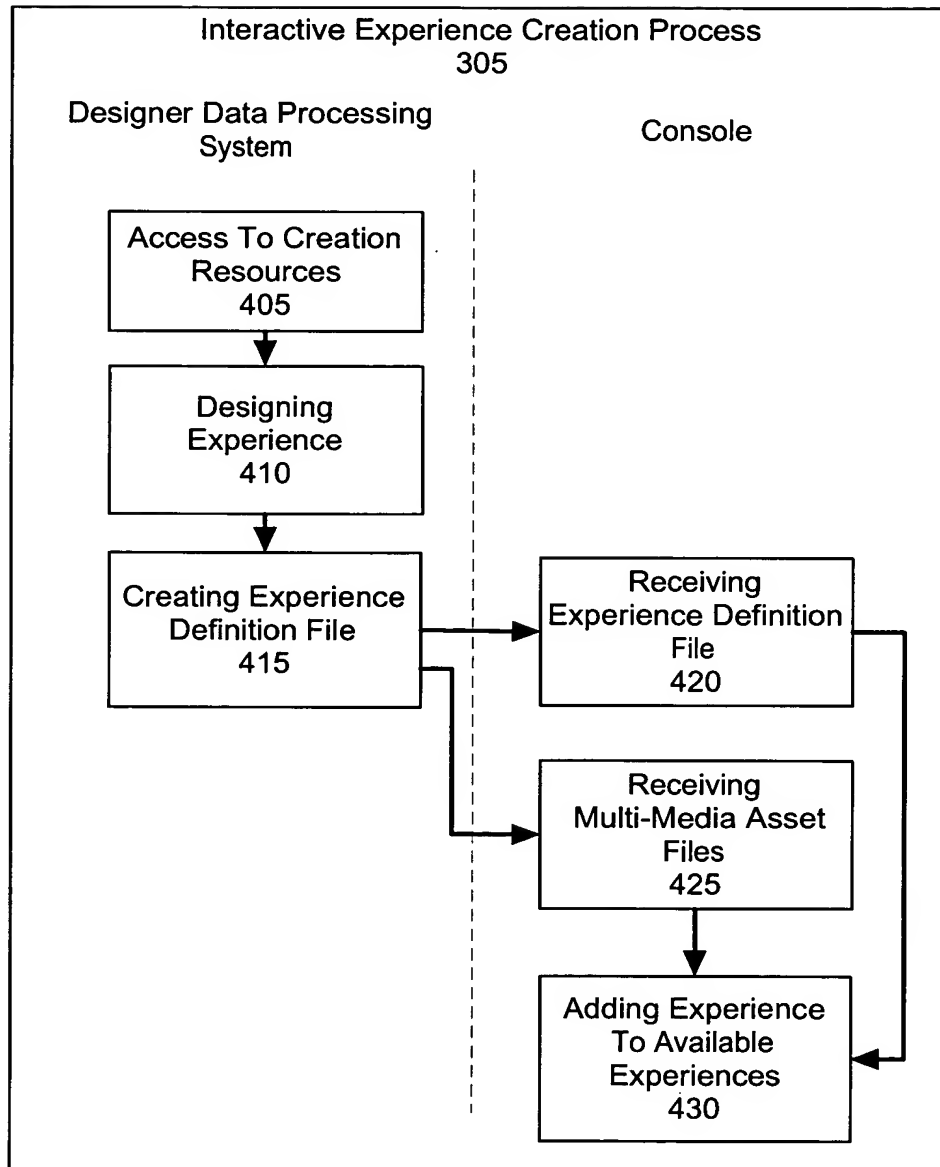 Interactive Experience Creation Process
305
Designer Data Processing
System
Console
Access To Creation
Resources
405
Designing
Experience
410
Creating Experience
Definition File
415
Receiving
Experience Definition
File
420
Receiving
Multi-Media Asset
Files
425
Adding Experience
To Available
Experiences
430